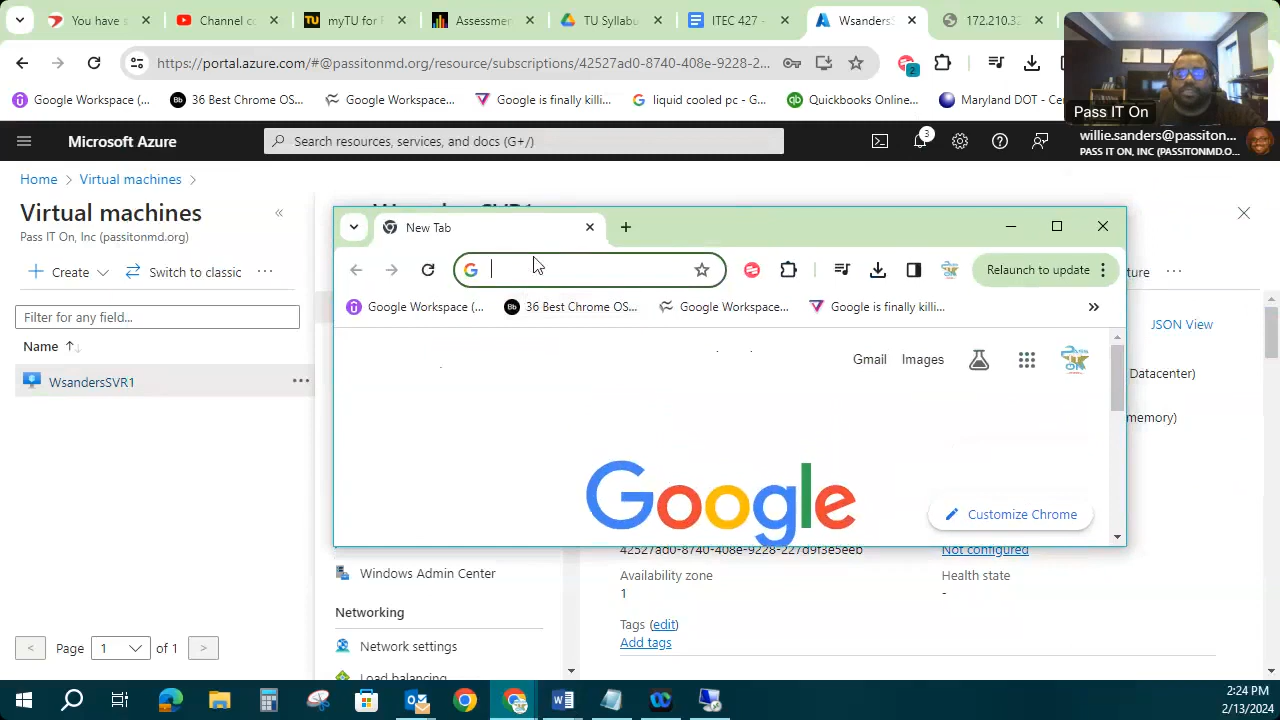 You have s
Channel c
myTU for
Assessmen
TU Syllabu
ITEC 427 -
WsandersS
172.210.32
https://portal.azure.com/#@passitonmd.org/resource/subscriptions/42527ad0-8740-408e-9228-2...
2
Google Workspace (...
36 Best Chrome OS...
Google Workspace...
Google is finally killi...
liquid cooled pc - G...
QuickBooks Online...
Maryland DOT - Ce
Pass IT On
Microsoft Azure
Search resources, services, and docs (G+/)
3
willie.sanders@passiton...
PASS IT ON, INC (PASSITONMD.O...
Home > Virtual machines >
Virtual machines
Pass IT On, Inc (passitonmd.org)
Create
Switch to classic
Filter for any field...
Name
WsandersSVR1
Page 1 of 1
New Tab
Relaunch to update
Google Workspace (...
36 Best Chrome OS...
Google Workspace...
Google is finally killi...
Gmail
Images
Google
Customize Chrome
JSON View
Datacenter)
memory)
42527ad0-8740-408e-9228-227d9f3e5eeb
Not configured
Windows Admin Center
Availability zone
1
Health state
-
Networking
Tags (edit)
Add tags
Network settings
Load balancing
2:24 PM
2/13/2024